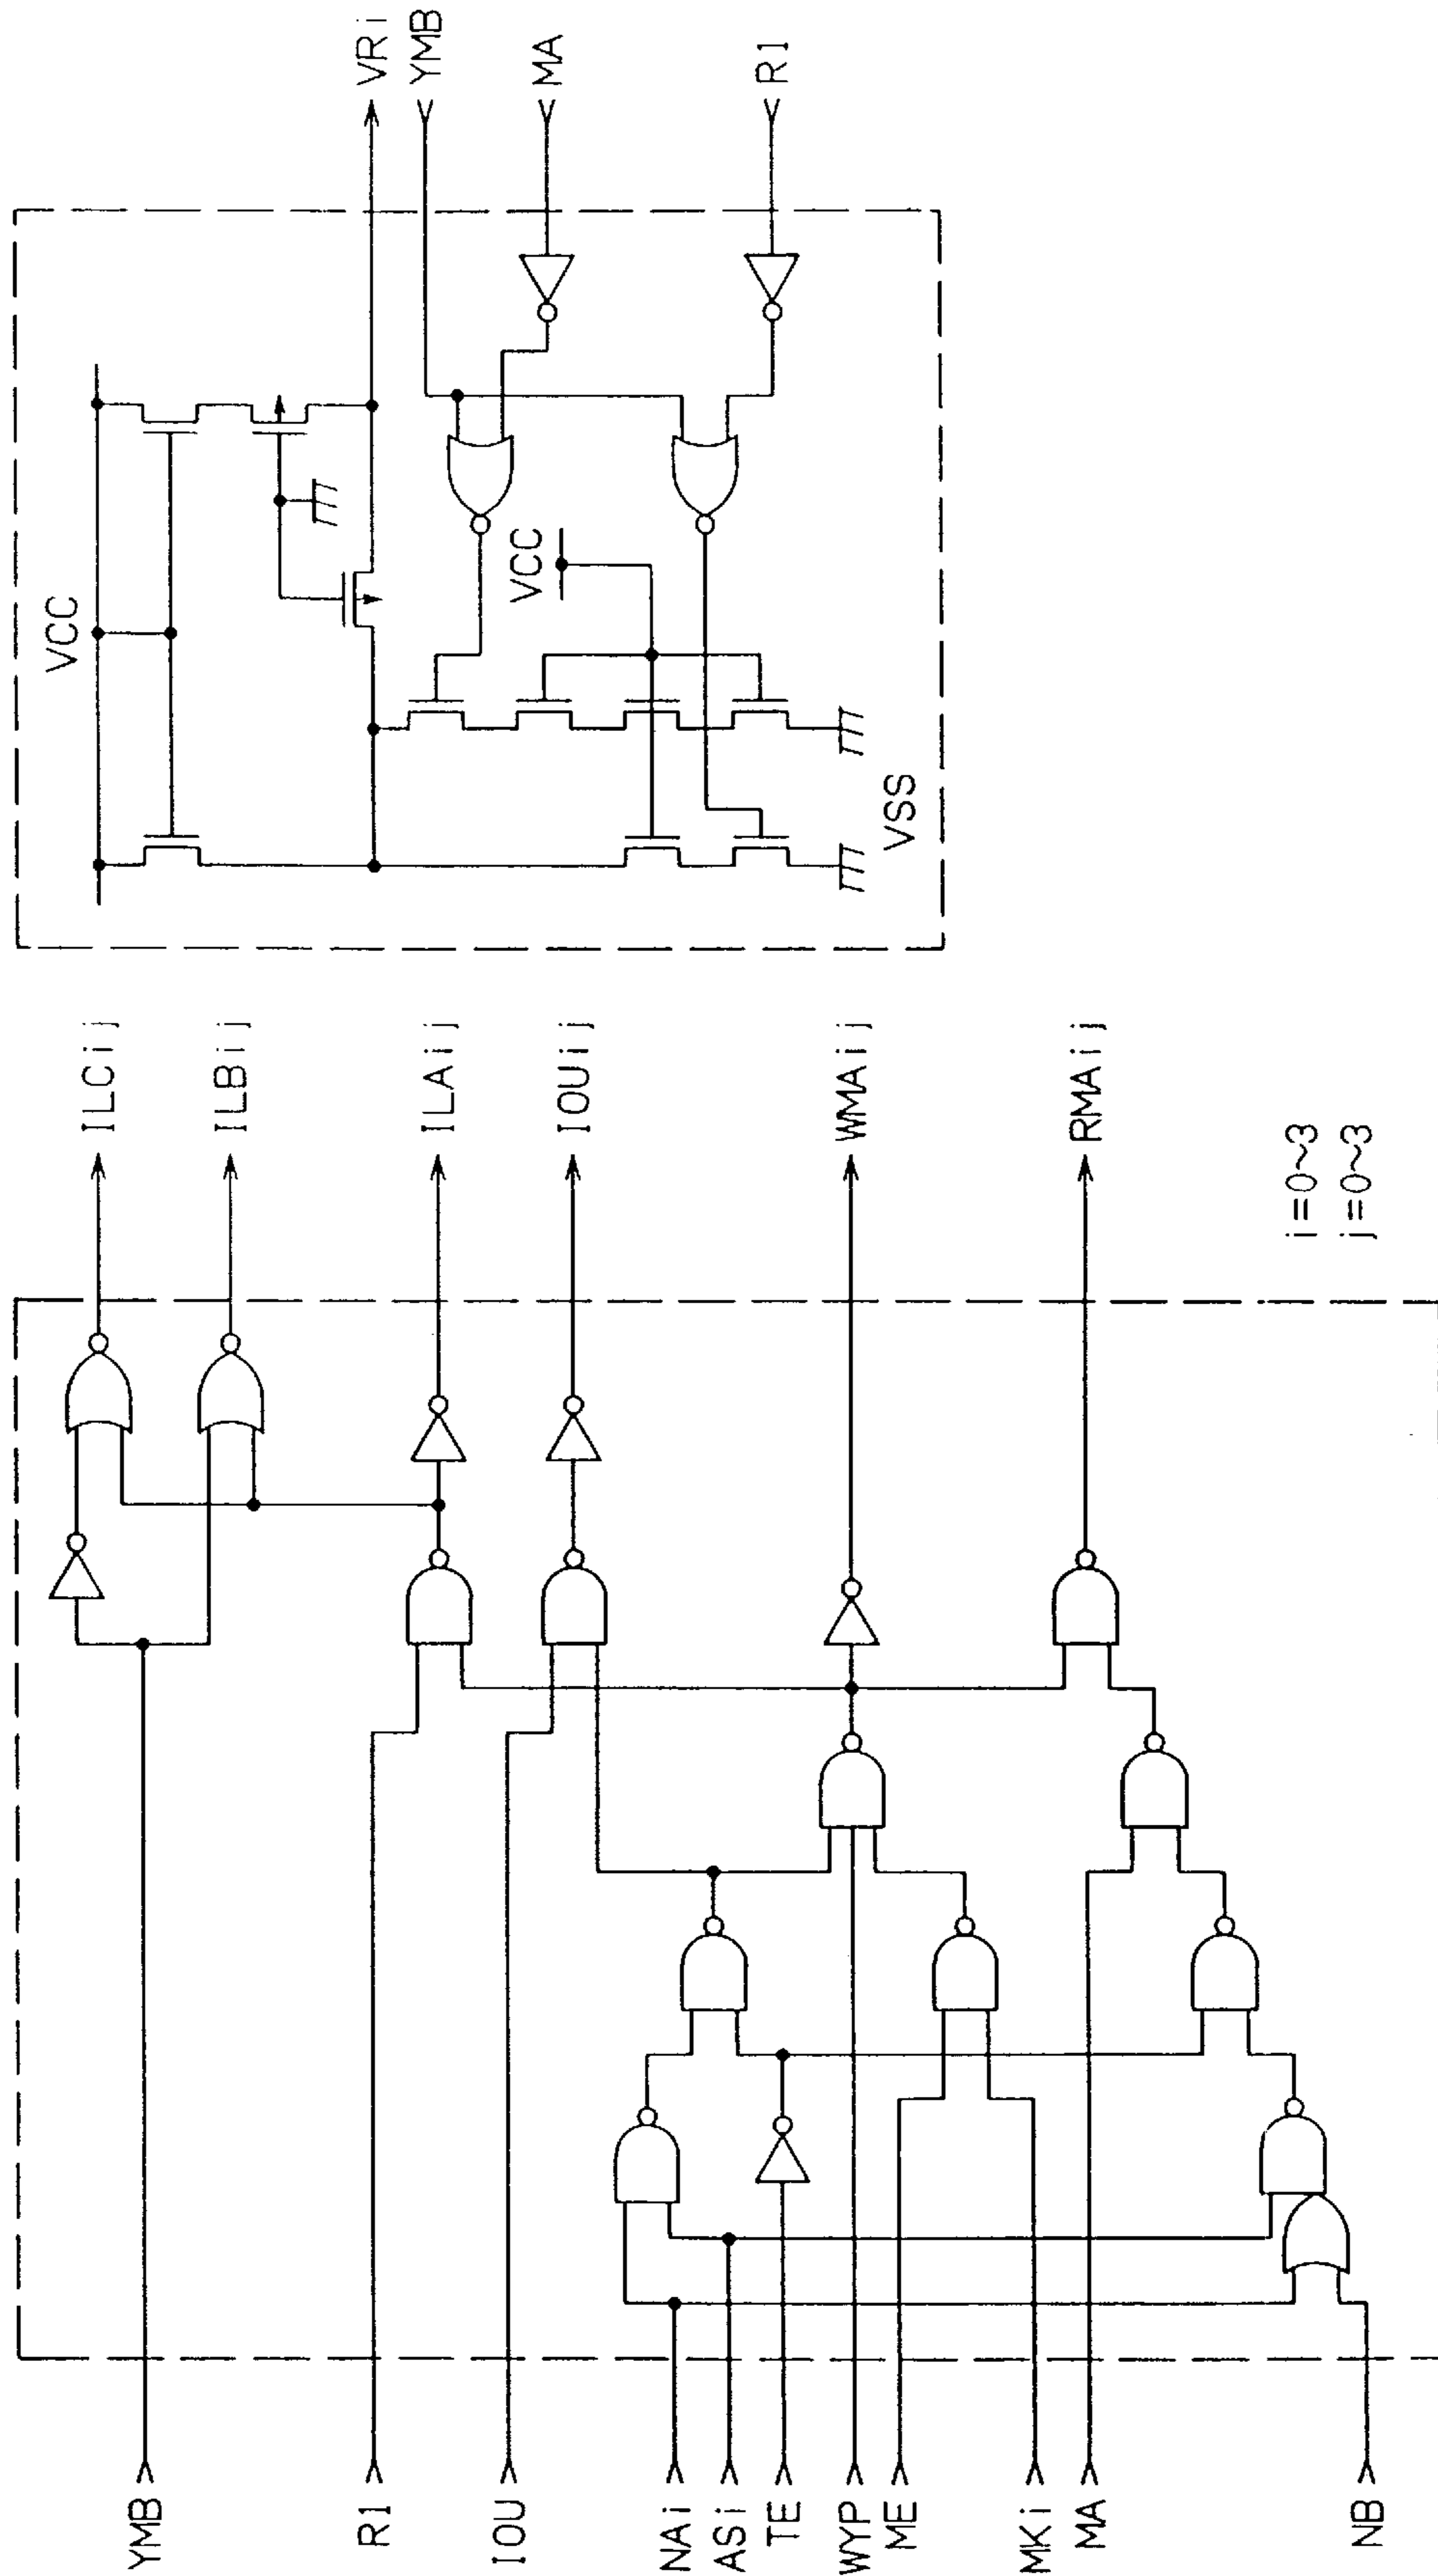 YMB
R1
IOU
NAi
ASi
TE
WYP
ME
MKi
MA
NB
ILCij
ILBij
ILAij
IOUij
WMAij
RMAij
i=0~3
j=0~3
VCC
VCC
VSS
VRi
YMB
MA
R1